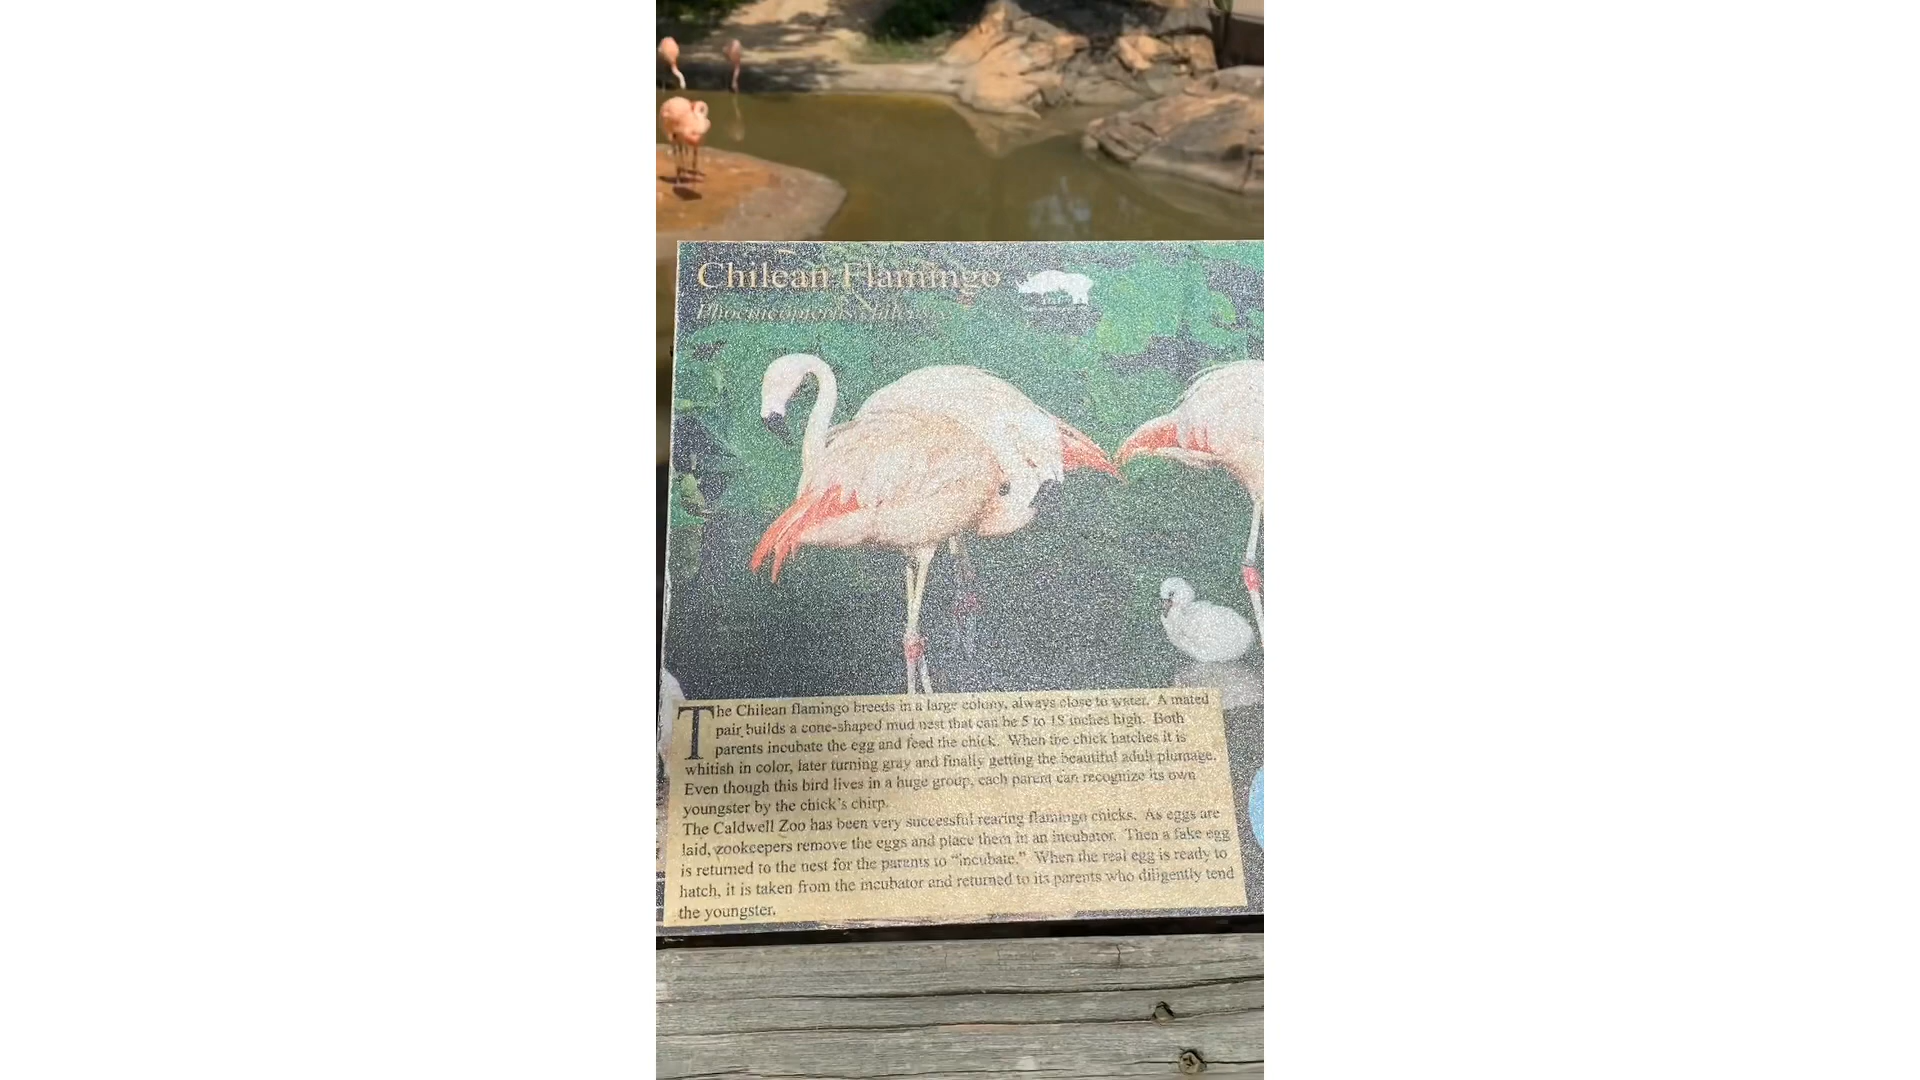 Chilean Flamingo
Phoenicopterus
The Chilean flamingo breeds in a large colony, always close to water. A mated
pair builds a cone-shaped mud nest that can be 5 to 18 inches high. Both
parents incubate the egg and feed the chick. When the chick hatches it is
whitish in color, later turning gray and finally getting the beautiful adult plumage.
Even though this bird lives in a huge group, each parent can recognize its own
youngster by the chick's chirp.
The Caldwell Zoo has been very successful rearing flamingo chicks. As eggs are
laid, zookeepers remove the eggs and place them in an incubator. Then a fake egg
is returned to the nest for the parents to "incubate." When the real egg is ready to
hatch, it is taken from the incubator and returned to its parents who diligently tend
the youngster.